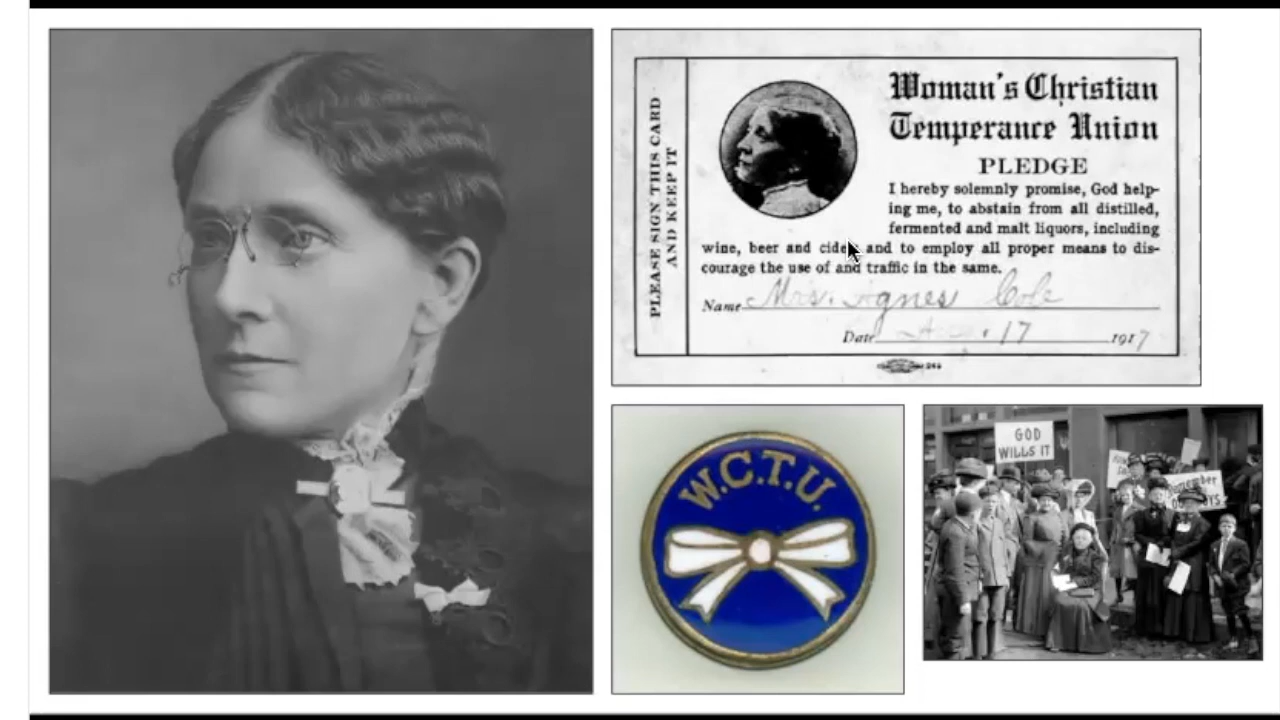 PLEASE SIGN THIS CARD
AND KEEP IT
Woman's Christian
Temperance Union
PLEDGE
I hereby solemnly promise, God help-
ing me, to abstain from all distilled,
fermented and malt liquors, including
wine, beer and cider and to employ all proper means to dis-
courage the use of and traffic in the same.
Name Mrs. Agnes Cole
Date 17 1917
W.C.T.U.
GOD
WILLS IT